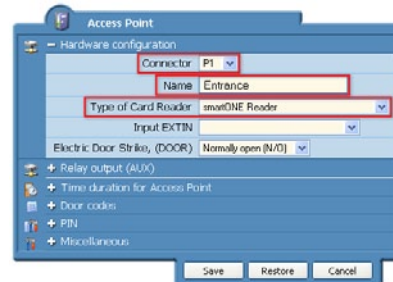 Access Point
− Hardware configuration
Connector P1
Name Entrance
Type of Card Reader smartONE Reader
Input EXTIN
Electric Door Strike, (DOOR) Normally open (N/O)
+ Relay output (AUX)
+ Time duration for Access Point
+ Door codes
+ PIN
+ Miscellaneous
Save Restore Cancel